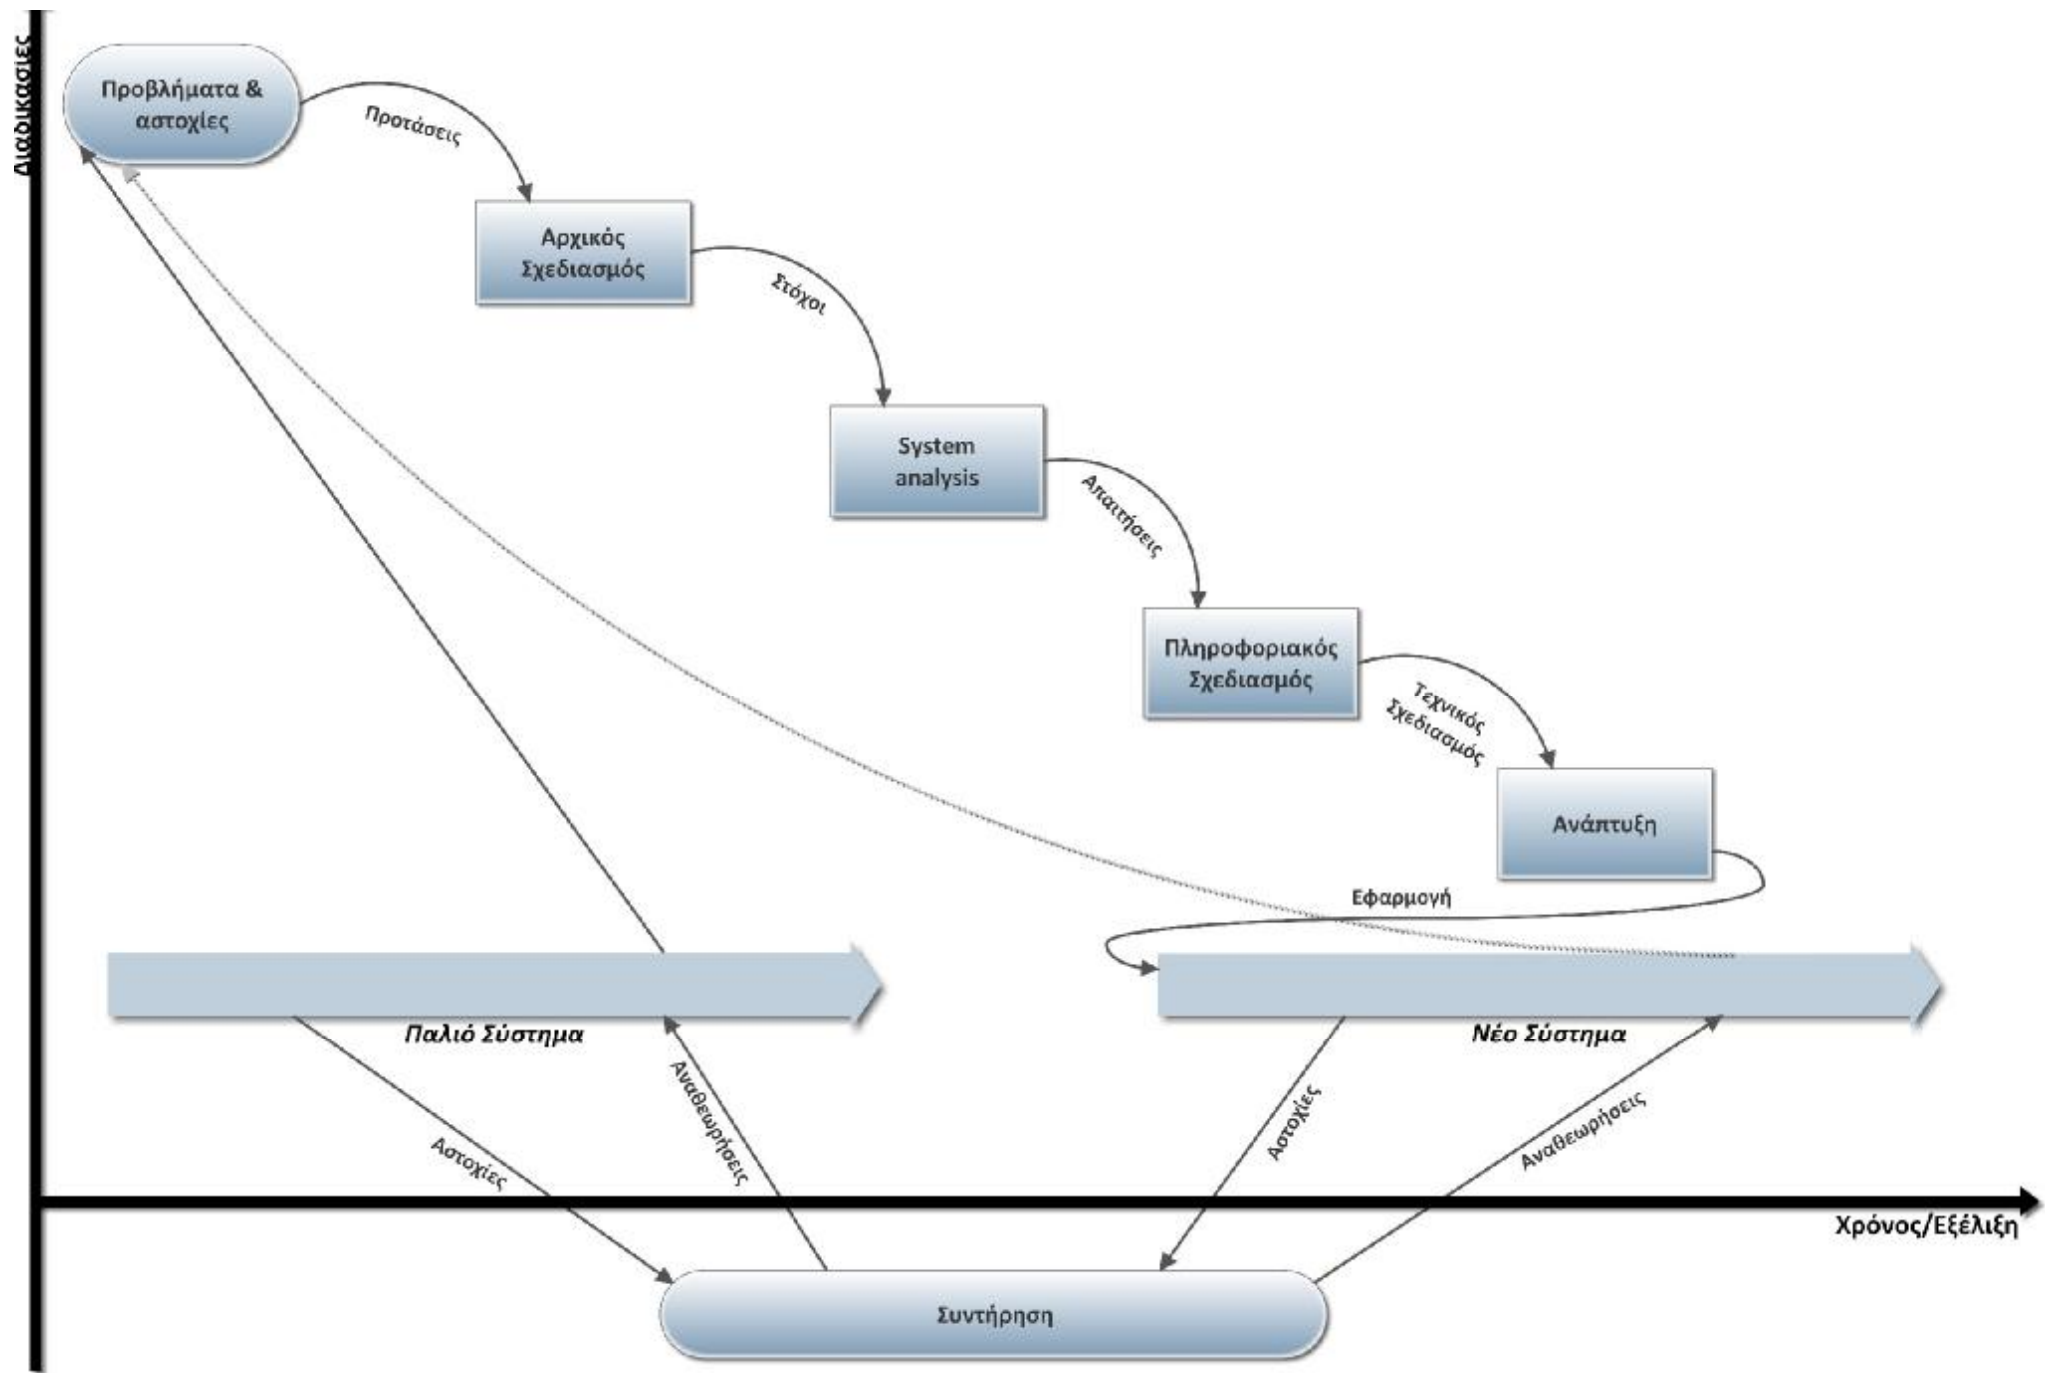 Διαδικασιες
Προβλήματα &
αστοχίες
Προτάσεις
Αρχικός
Σχεδιασμός
Στόχοι
System
analysis
Απαιτήσεις
Πληροφοριακός
Σχεδιασμός
Τεχνικός
Σχεδιασμός
Ανάπτυξη
Εφαρμογή
Παλιό Σύστημα
Νέο Σύστημα
Αστοχίες
Αναθεωρήσεις
Αστοχίες
Αναθεωρήσεις
Χρόνος/Εξέλιξη
Συντήρηση